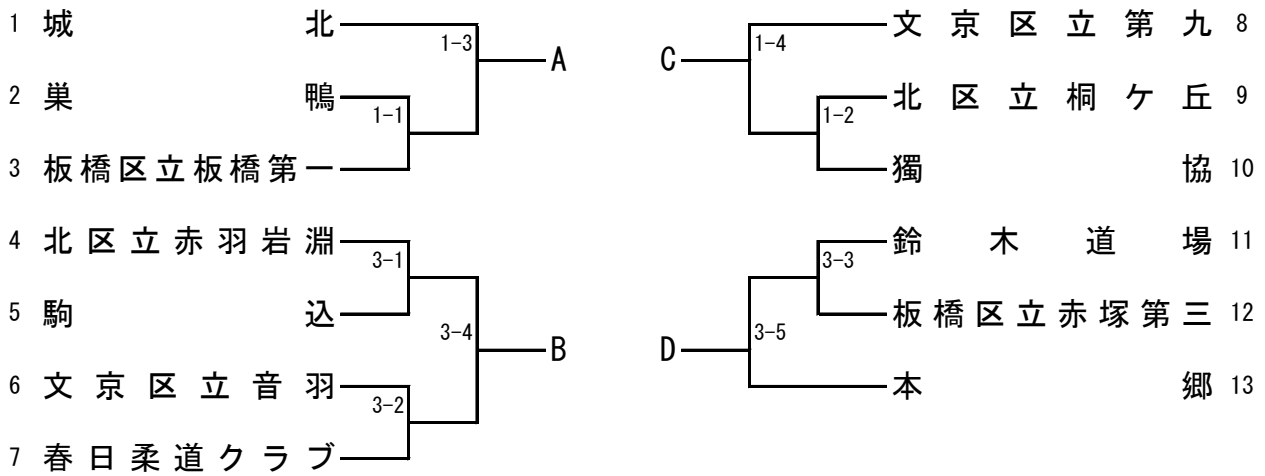 1 城北
1-3
A
2 巣鴨
1-1
3 板橋区立板橋第一
4 北区立赤羽岩淵
3-1
5 駒込
3-4
B
6 文京区立音羽
3-2
7 春日柔道クラブ
文京区立第九 8
1-4
C
北区立桐ケ丘 9
1-2
獨協 10
鈴木道場 11
3-3
板橋区立赤塚第三 12
3-5
D
本郷 13